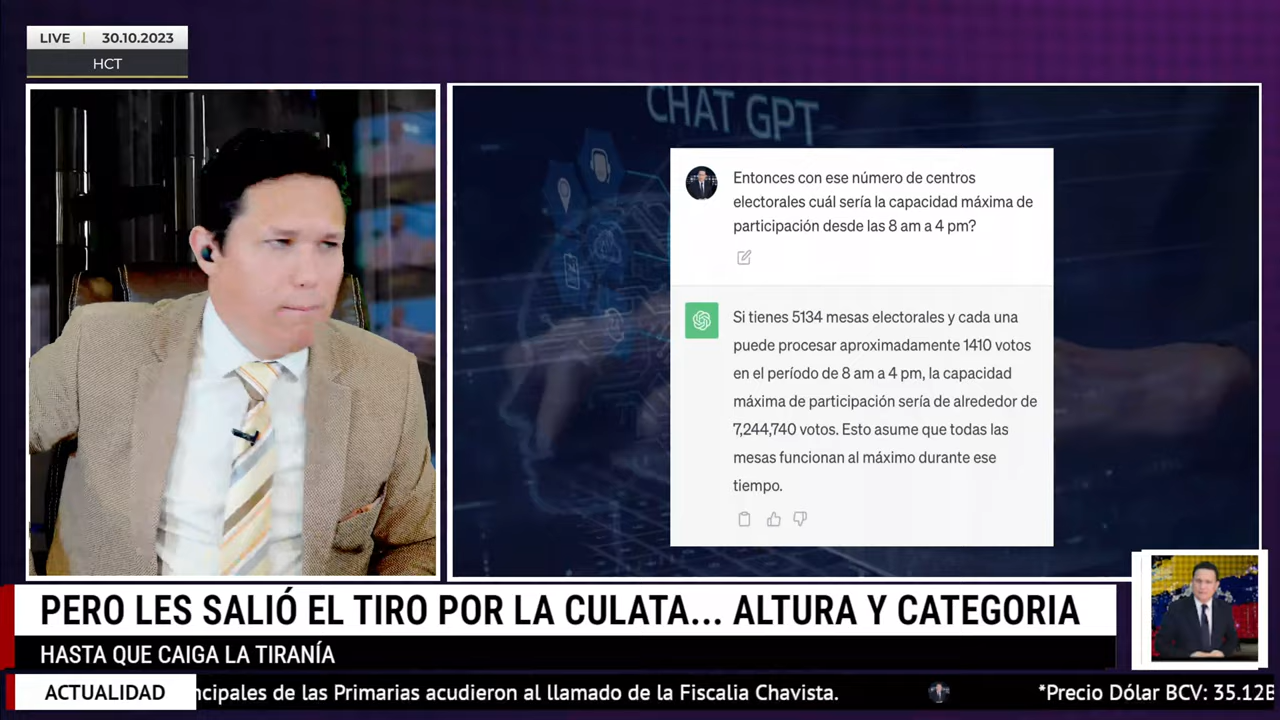 LIVE | 30.10.2023
HCT
CHAT GPT
Entonces con ese número de centros
electorales cuál sería la capacidad máxima de
participación desde las 8 am a 4 pm?
Si tienes 5134 mesas electorales y cada una
puede procesar aproximadamente 1410 votos
en el período de 8 am a 4 pm, la capacidad
máxima de participación sería de alrededor de
7,244,740 votos. Esto asume que todas las
mesas funcionan al máximo durante ese
tiempo.
PERO LES SALIÓ EL TIRO POR LA CULATA... ALTURA Y CATEGORIA
HASTA QUE CAIGA LA TIRANÍA
ACTUALIDAD ncipales de las Primarias acudieron al llamado de la Fiscalia Chavista. *Precio Dólar BCV: 35.12B